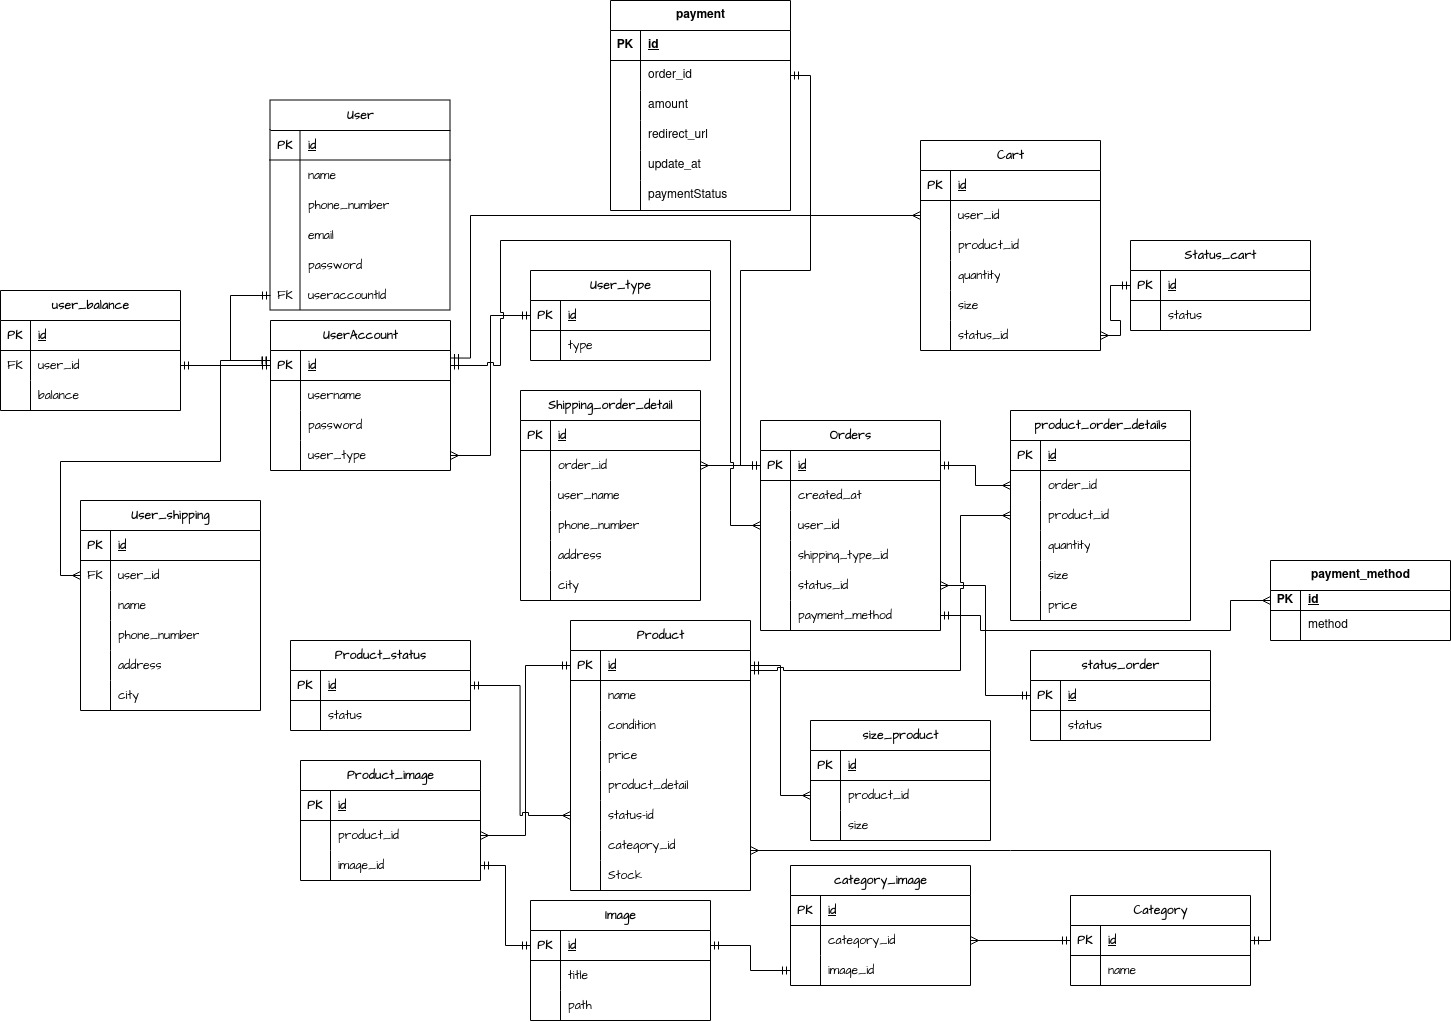 payment
PK id
order_id
amount
redirect_url
update_at
paymentStatus
User
PK id
name
phone_number
email
password
FK useraccountId
Cart
PK id
user_id
product_id
quantity
size
status_id
Status_cart
PK id
status
User_type
PK id
type
user_balance
PK id
FK user_id
balance
UserAccount
PK id
username
password
user_type
Shipping_order_detail
PK id
order_id
user_name
phone_number
address
city
Orders
PK id
created_at
user_id
shipping_type_id
status_id
payment_method
product_order_details
PK id
order_id
product_id
quantity
size
price
User_shipping
PK id
FK user_id
name
phone_number
address
city
payment_method
PK id
method
Product_status
PK id
status
Product
PK id
name
condition
price
product_detail
status-id
category_id
Stock
status_order
PK id
status
size_product
PK id
product_id
size
Product_image
PK id
product_id
image_id
category_image
PK id
category_id
image_id
Category
PK id
name
Image
PK id
title
path